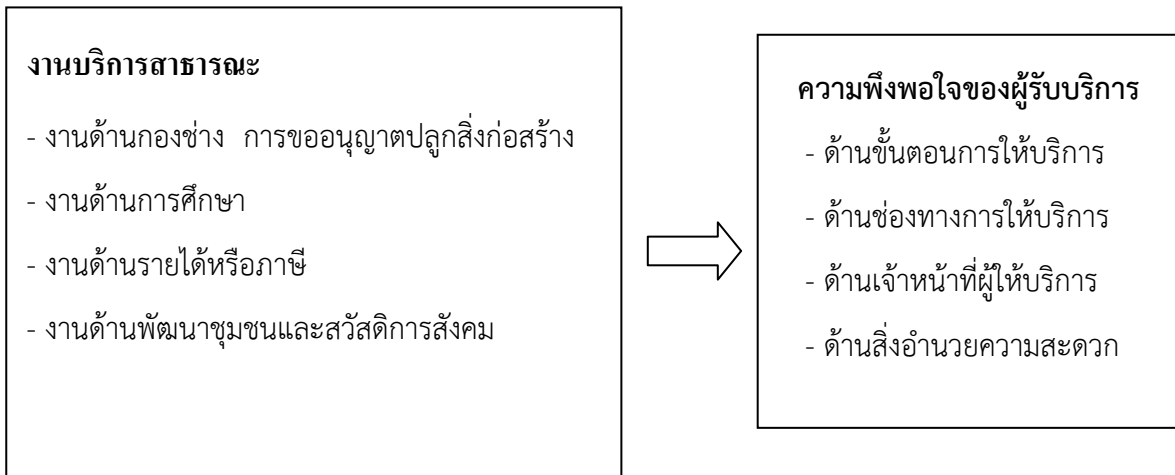 งานบริการสาธารณะ
- งานด้านกองช่าง การขออนุญาตปลูกสิ่งก่อสร้าง
- งานด้านการศึกษา
- งานด้านรายได้หรือภาษี
- งานด้านพัฒนาชุมชนและสวัสดิการสังคม
ความพึงพอใจของผู้รับบริการ
- ด้านขั้นตอนการให้บริการ
- ด้านช่องทางการให้บริการ
- ด้านเจ้าหน้าที่ผู้ให้บริการ
- ด้านสิ่งอำนวยความสะดวก